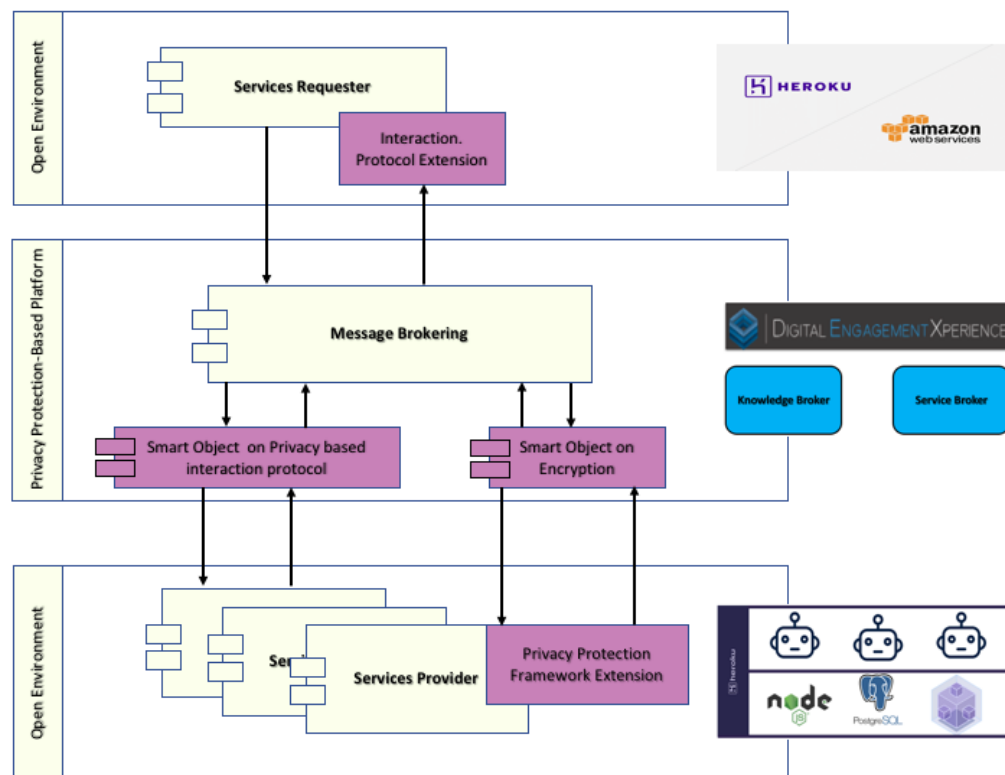 Open Environment
Services Requester
Interaction.
Protocol Extension
HEROKU
amazon
web services
Privacy Protection-Based Platform
Message Brokering
DIGITAL ENGAGEMENTXPERIENCE
Knowledge Broker
Service Broker
Smart Object on Privacy based
interaction protocol
Smart Object on
Encryption
Open Environment
Servi
Services Provider
Privacy Protection
Framework Extension
heroku
node
JS
PostgreSQL